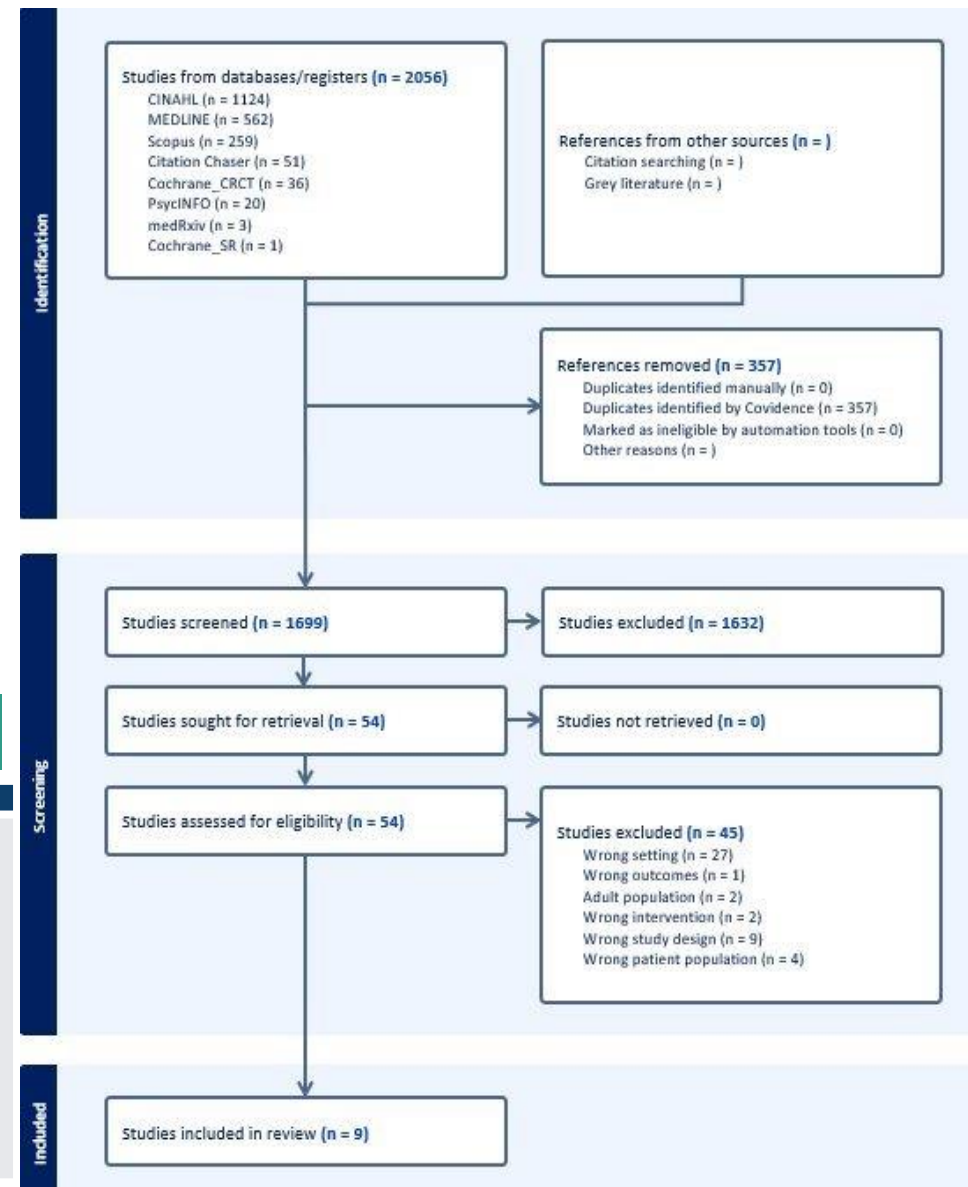 Identification
Studies from databases/registers (n = 2056)
CINAHL (n = 1124)
MEDLINE (n = 562)
Scopus (n = 259)
Citation Chaser (n = 51)
Cochrane_CRCT (n = 36)
PsycINFO (n = 20)
medRxiv (n = 3)
Cochrane_SR (n = 1)
References from other sources (n = )
Citation searching (n = )
Grey literature (n = )
References removed (n = 357)
Duplicates identified manually (n = 0)
Duplicates identified by Covidence (n = 357)
Marked as ineligible by automation tools (n = 0)
Other reasons (n = )
Screening
Studies screened (n = 1699)
Studies excluded (n = 1632)
Studies sought for retrieval (n = 54)
Studies not retrieved (n = 0)
Studies assessed for eligibility (n = 54)
Studies excluded (n = 45)
Wrong setting (n = 27)
Wrong outcomes (n = 1)
Adult population (n = 2)
Wrong intervention (n = 2)
Wrong study design (n = 9)
Wrong patient population (n = 4)
Included
Studies included in review (n = 9)